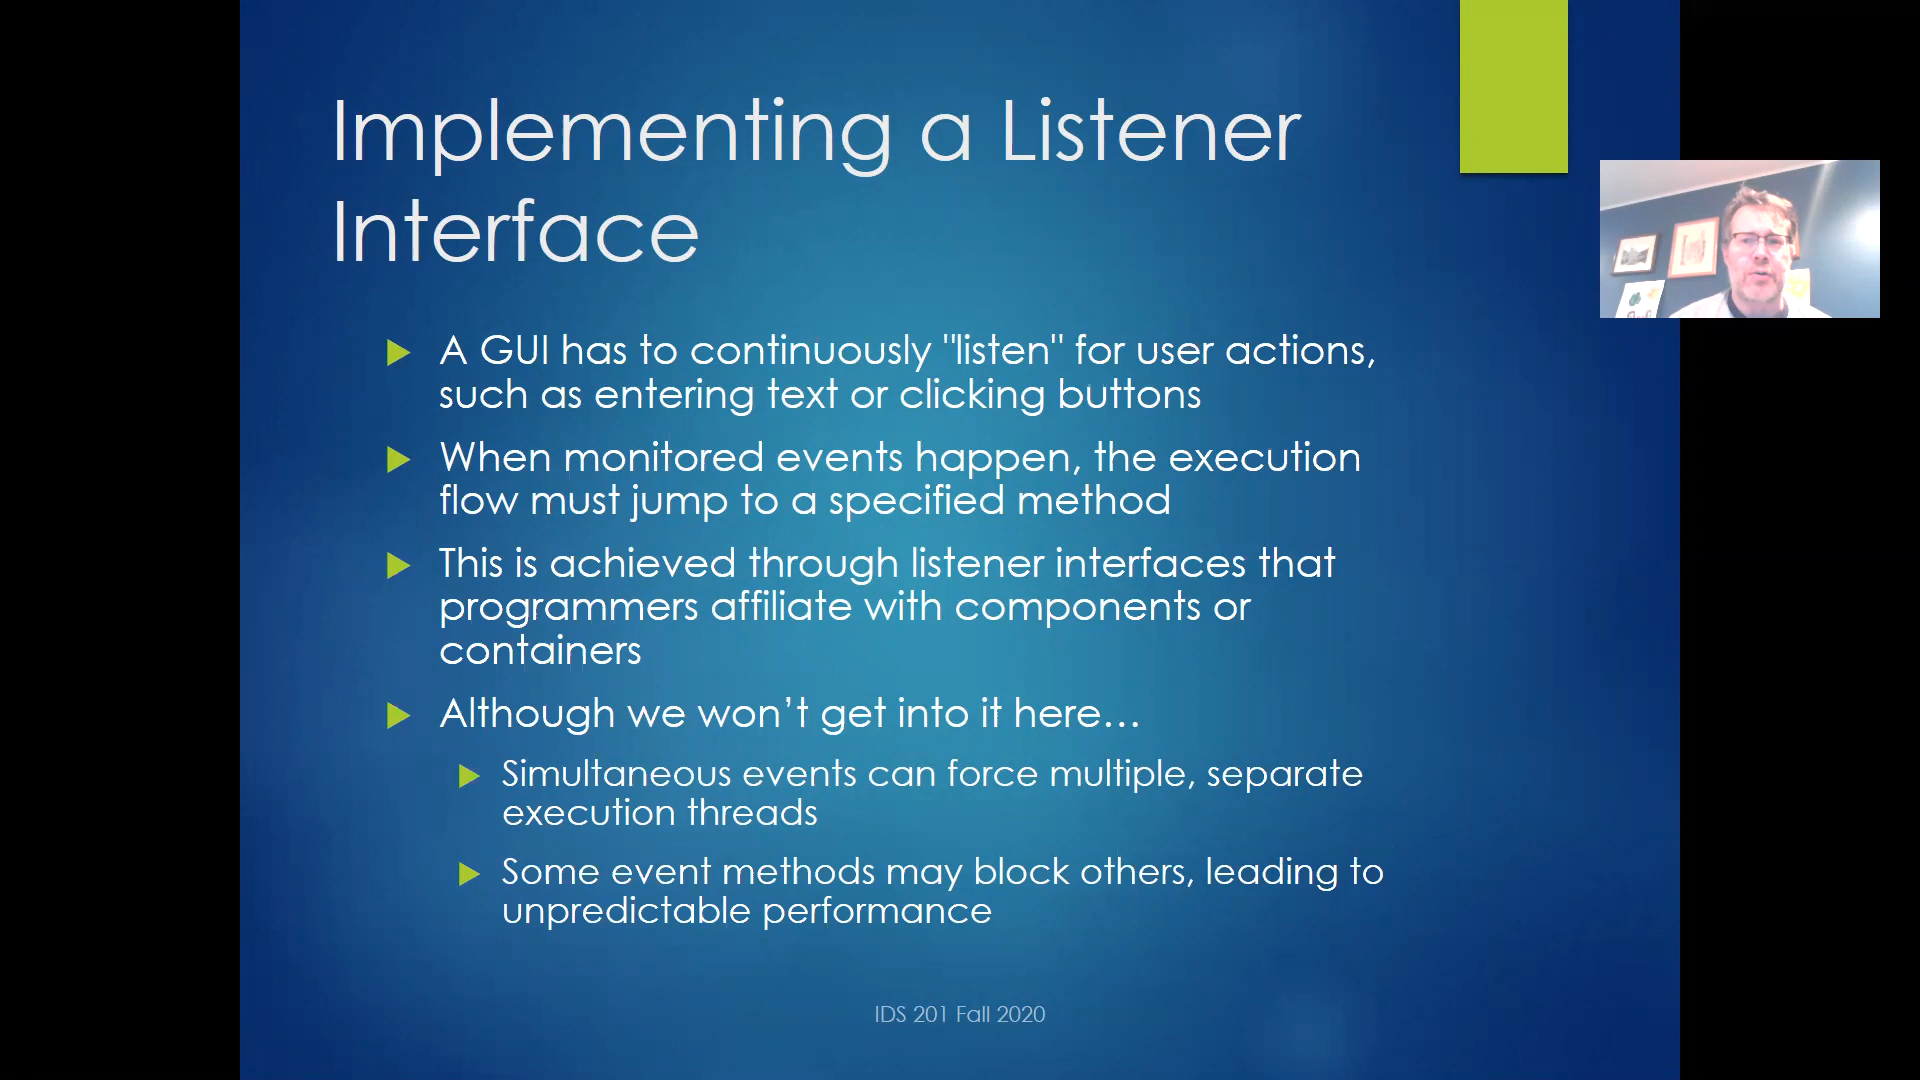 Implementing a Listener
Interface
A GUI has to continuously "listen" for user actions,
such as entering text or clicking buttons
When monitored events happen, the execution
flow must jump to a specified method
This is achieved through listener interfaces that
programmers affiliate with components or
containers
Although we won’t get into it here…
Simultaneous events can force multiple, separate
execution threads
Some event methods may block others, leading to
unpredictable performance
IDS 201 Fall 2020